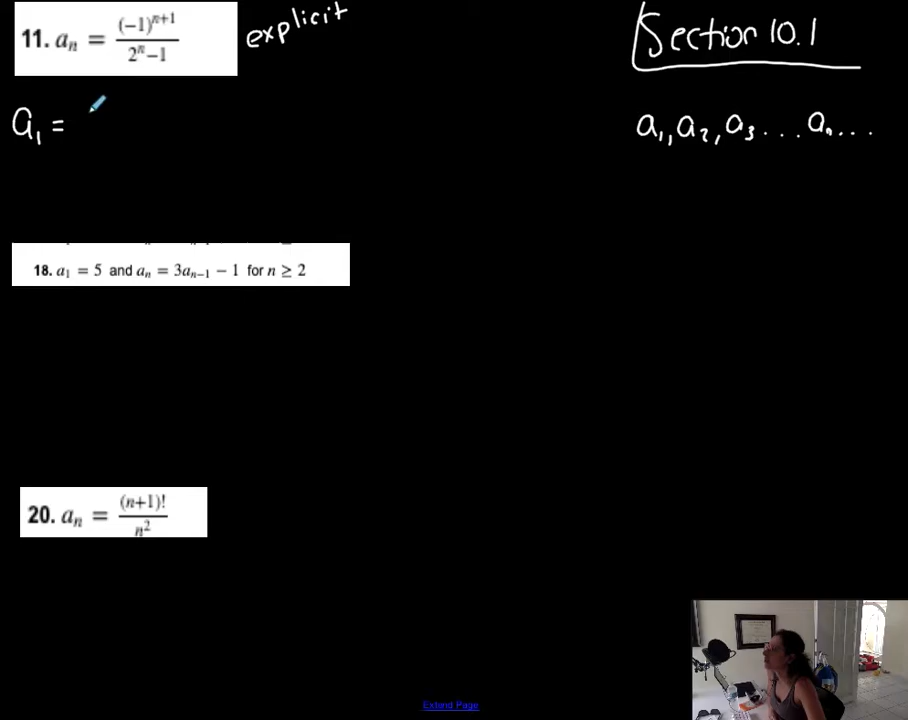 11. aₙ = (−1)ⁿ⁺¹ / 2ⁿ−1 explicit
Section 10.1
a₁ =
a₁, a₂, a₃ . . . aₙ . . .
18. a₁ = 5 and aₙ = 3aₙ₋₁ − 1 for n ≥ 2
20. aₙ = (n+1)! / n²
Extend Page